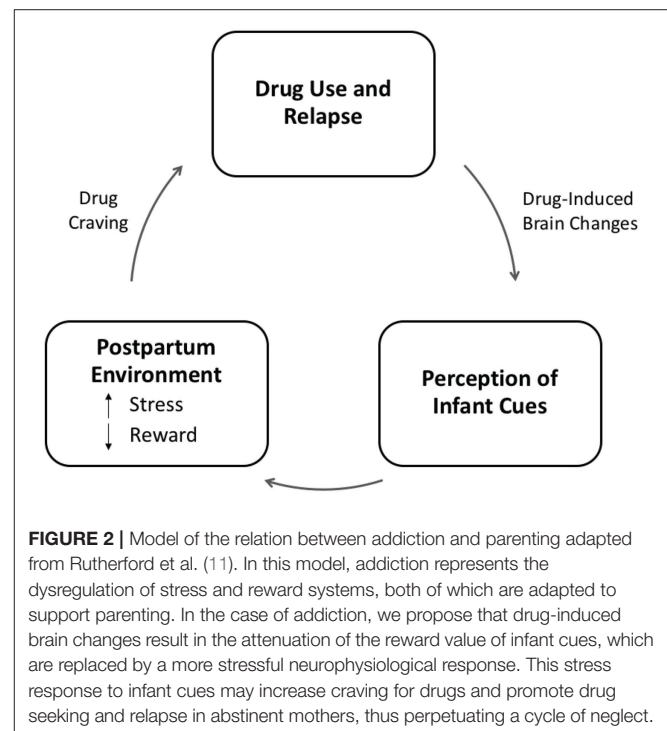 Drug Use and
Relapse
Drug
Craving
Drug-Induced
Brain Changes
Postpartum
Environment
↑ Stress
↓ Reward
Perception of
Infant Cues
FIGURE 2 | Model of the relation between addiction and parenting adapted
from Rutherford et al. (11). In this model, addiction represents the
dysregulation of stress and reward systems, both of which are adapted to
support parenting. In the case of addiction, we propose that drug-induced
brain changes result in the attenuation of the reward value of infant cues, which
are replaced by a more stressful neurophysiological response. This stress
response to infant cues may increase craving for drugs and promote drug
seeking and relapse in abstinent mothers, thus perpetuating a cycle of neglect.